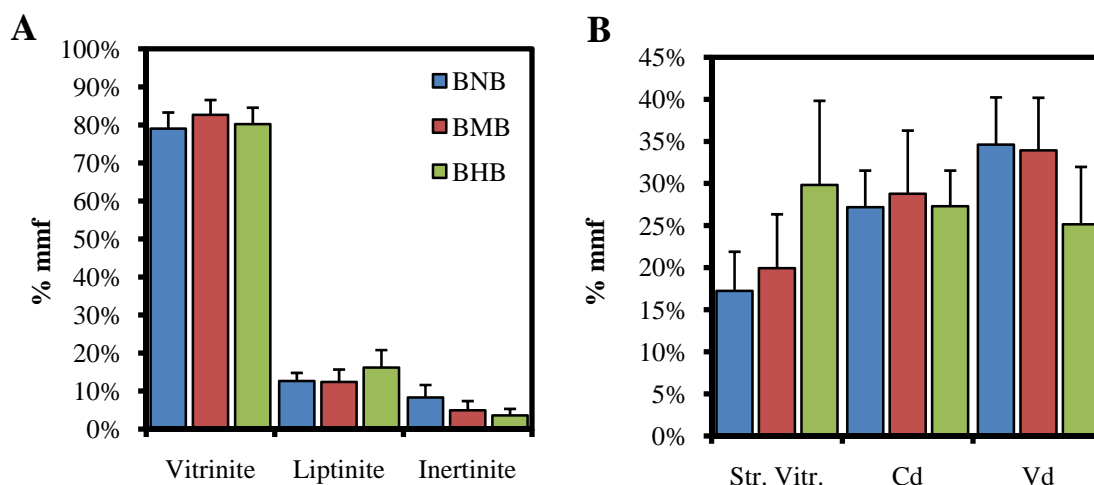 A
100%
90%
80%
70%
60%
50%
40%
30%
20%
10%
0%
% mmf
BNB
BMB
BHB
Vitrinite Liptinite Inertinite
B
45%
40%
35%
30%
25%
20%
15%
10%
5%
0%
% mmf
Str. Vitr. Cd Vd